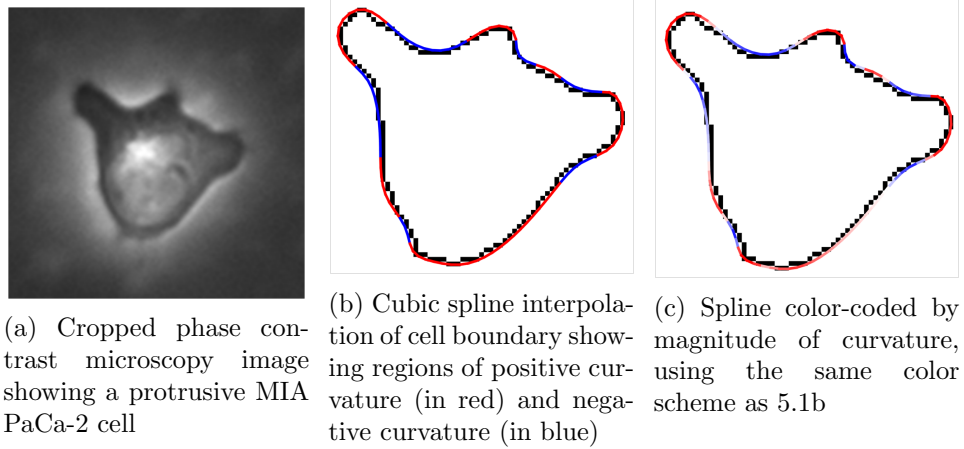 (a) Cropped phase con-
trast microscopy image
showing a protrusive MIA
PaCa-2 cell
(b) Cubic spline interpola-
tion of cell boundary show-
ing regions of positive cur-
vature (in red) and nega-
tive curvature (in blue)
(c) Spline color-coded by
magnitude of curvature,
using the same color
scheme as 5.1b